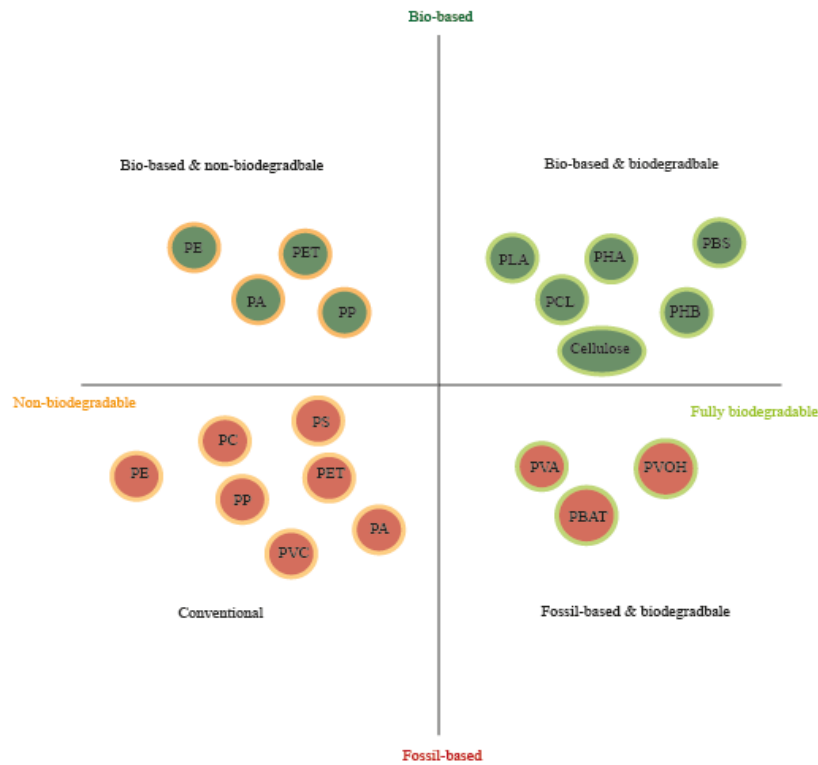 Bio-based
Bio-based & non-biodegradbale
Bio-based & biodegradbale
PE
PET
PA
PP
PLA
PHA
PBS
PCL
PHB
Cellulose
Non-biodegradable
Fully biodegradable
PS
PC
PE
PET
PP
PA
PVC
PVA
PVOH
PBAT
Conventional
Fossil-based & biodegradbale
Fossil-based